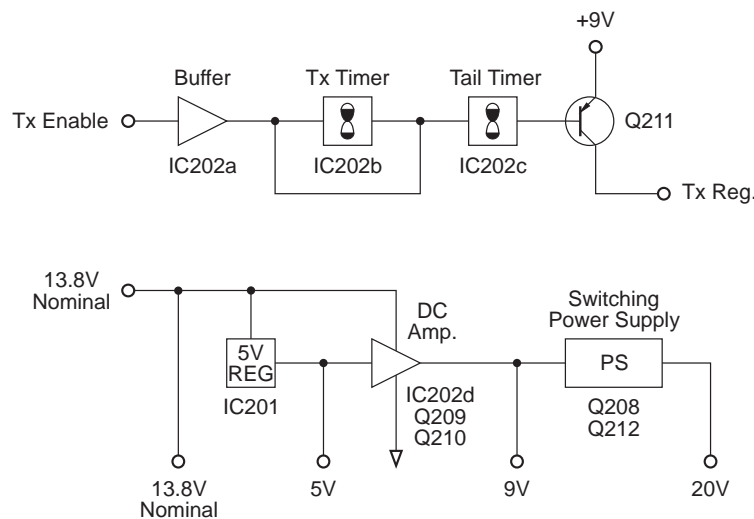 +9V
Buffer
Tx Timer
Tail Timer
Tx Enable
Q211
IC202a
IC202b
IC202c
Tx Reg.
13.8V
Nominal
DC
Amp.
Switching
Power Supply
5V
REG
PS
IC201
IC202d
Q209
Q210
Q208
Q212
13.8V
Nominal
5V
9V
20V